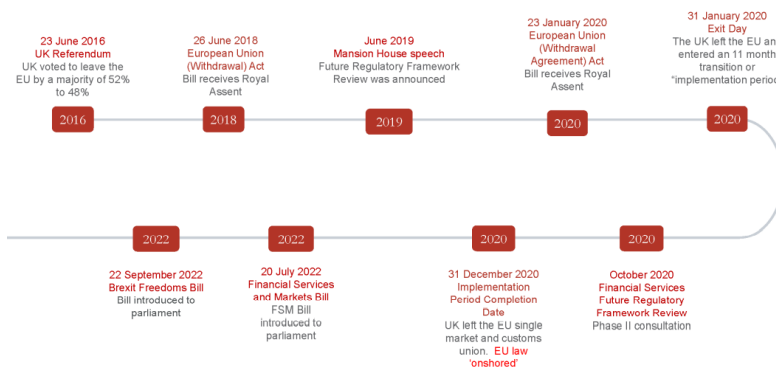 23 June 2016
UK Referendum
UK voted to leave the
EU by a majority of 52%
to 48%
2016
26 June 2018
European Union
(Withdrawal) Act
Bill receives Royal
Assent
2018
June 2019
Mansion House speech
Future Regulatory Framework
Review was announced
2019
23 January 2020
European Union
(Withdrawal
Agreement) Act
Bill receives Royal
Assent
2020
31 January 2020
Exit Day
The UK left the EU an
entered an 11 month
transition or
"implementation period
2020
2020
October 2020
Financial Services
Future Regulatory
Framework Review
Phase II consultation
2020
31 December 2020
Implementation
Period Completion
Date
UK left the EU single
market and customs
union. EU law
'onshored'
2022
20 July 2022
Financial Services
and Markets Bill
FSM Bill
introduced to
parliament
2022
22 September 2022
Brexit Freedoms Bill
Bill introduced to
parliament